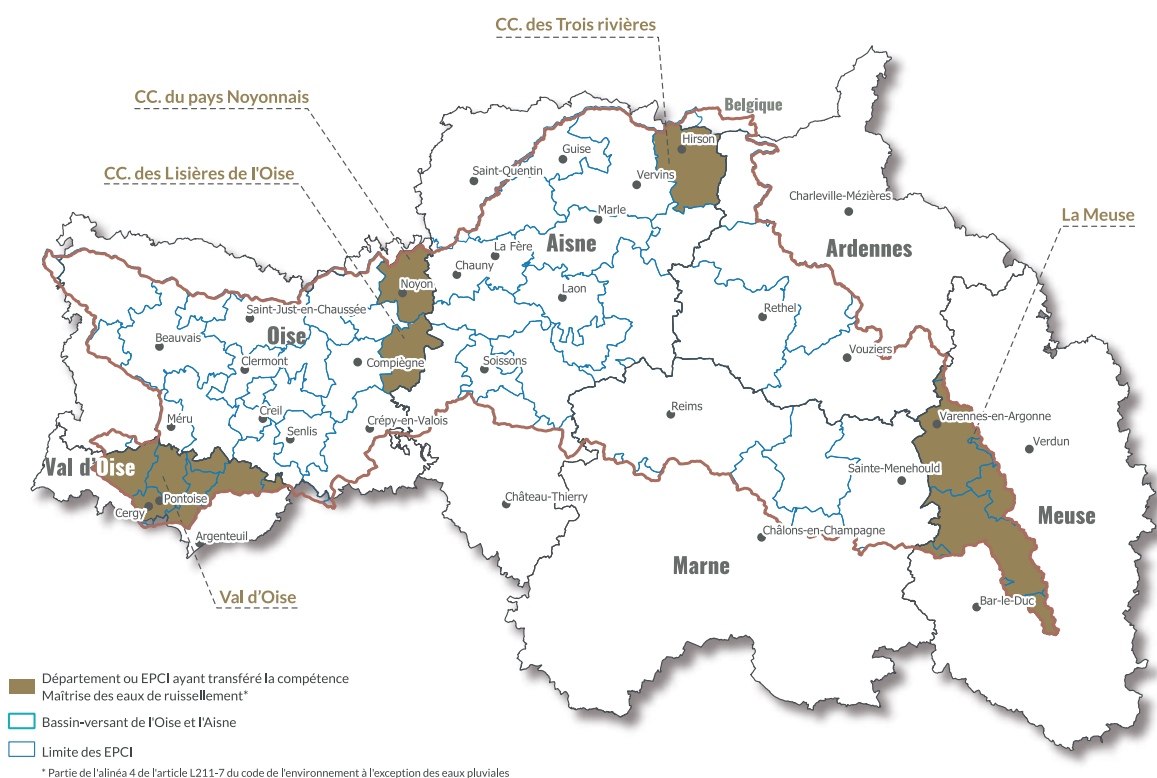 CC. des Trois rivières
CC. du pays Noyonnais
Belgique
Hirson
Guise
CC. des Lisières de l'Oise
Saint-Quentin
Vervins
Charleville-Mézières
Marle
La Meuse
Aisne
Ardennes
La Fère
Chauny
Noyon
Laon
Saint-Just-en-Chaussée
Rethel
Oise
Beauvais
Vouziers
Clermont
Compiègne
Soissons
Creil
Reims
Méru
Crépy-en-Valois
Varennes-en-Argonne
Senlis
Verdun
Val d'Oise
Sainte-Menehould
Pontoise
Château-Thierry
Cergy
Meuse
Argenteuil
Châlons-en-Champagne
Marne
Val d'Oise
Bar-le-Duc
Département ou EPCI ayant transféré la compétence
Maîtrise des eaux de ruissellement*
Bassin-versant de l'Oise et l'Aisne
Limite des EPCI
* Partie de l'alinéa 4 de l'article L211-7 du code de l'environnement à l'exception des eaux pluviales